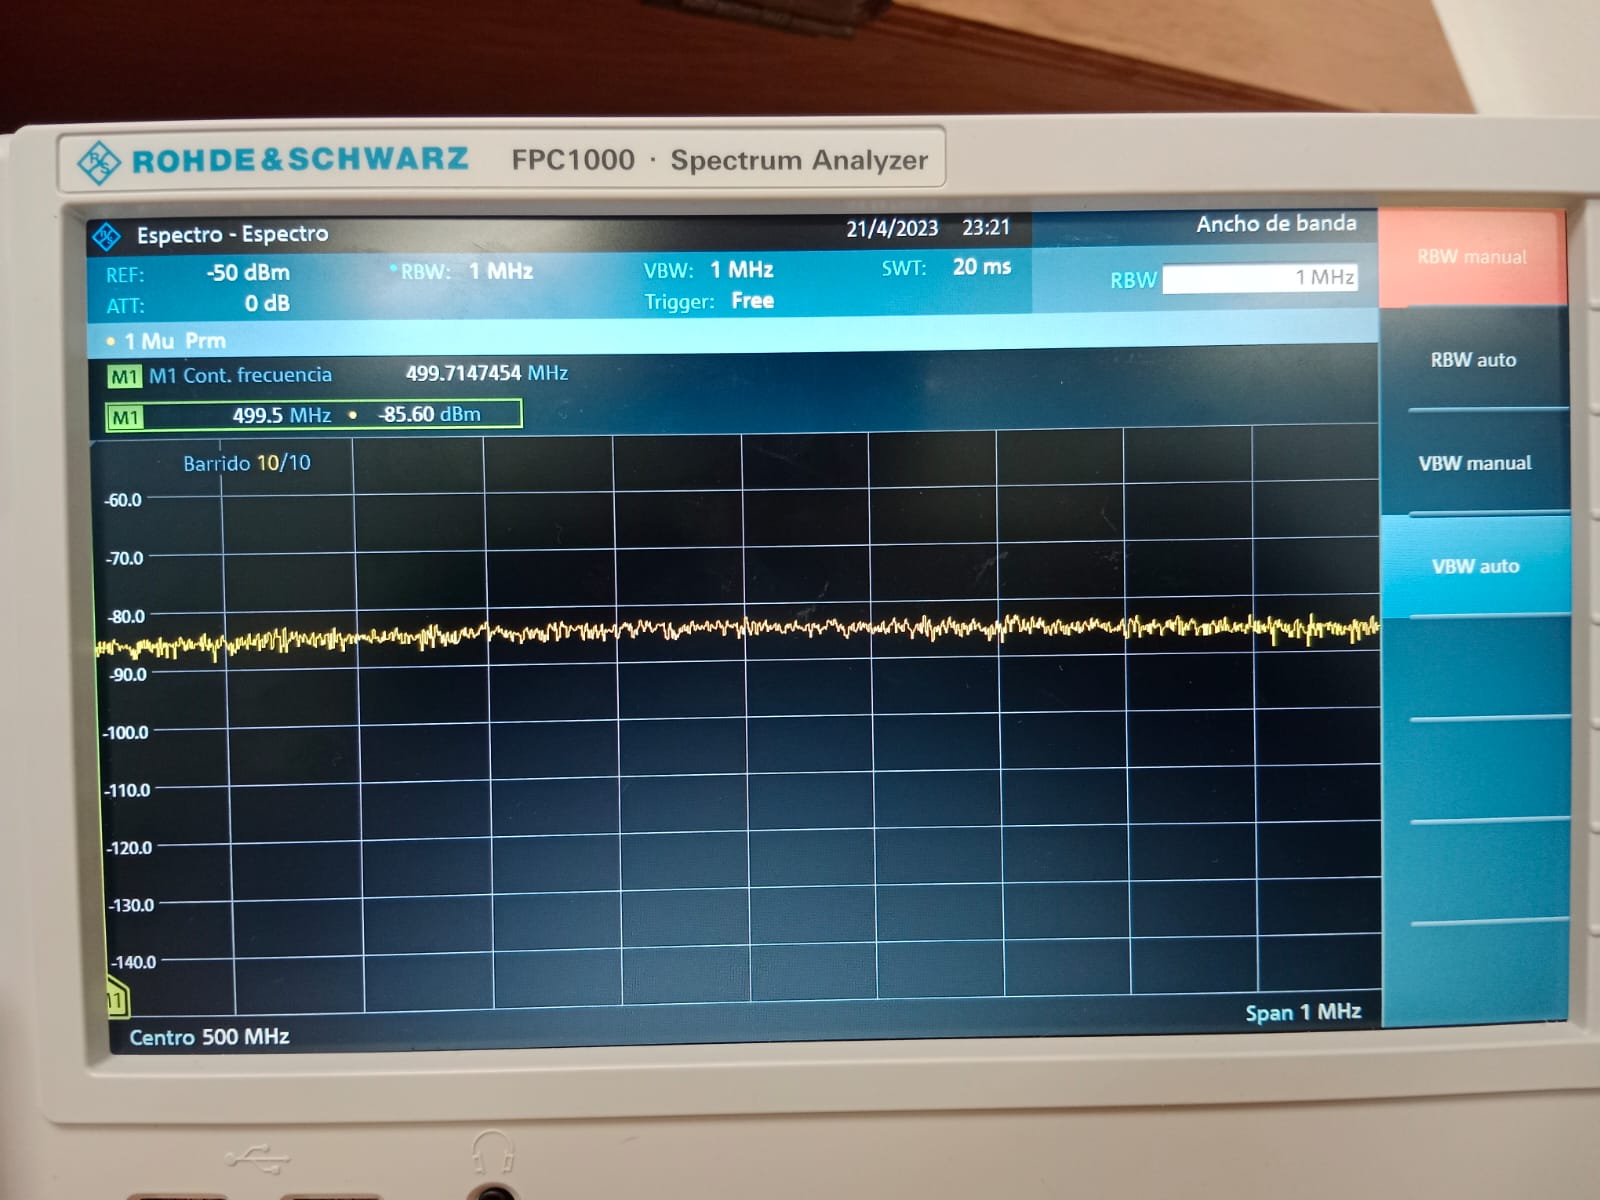 ROHDE&SCHWARZ FPC1000 · Spectrum Analyzer
Espectro - Espectro 21/4/2023 23:21 Ancho de banda
REF: -50 dBm RBW: 1 MHz VBW: 1 MHz SWT: 20 ms RBW 1 MHz
ATT: 0 dB Trigger: Free
1 Mu Prm
M1 M1 Cont. frecuencia 499.7147454 MHz
M1 499.5 MHz • -85.60 dBm
Barrido 10/10
-60.0
-70.0
-80.0
-90.0
-100.0
-110.0
-120.0
-130.0
-140.0
Centro 500 MHz Span 1 MHz
RBW manual
RBW auto
VBW manual
VBW auto